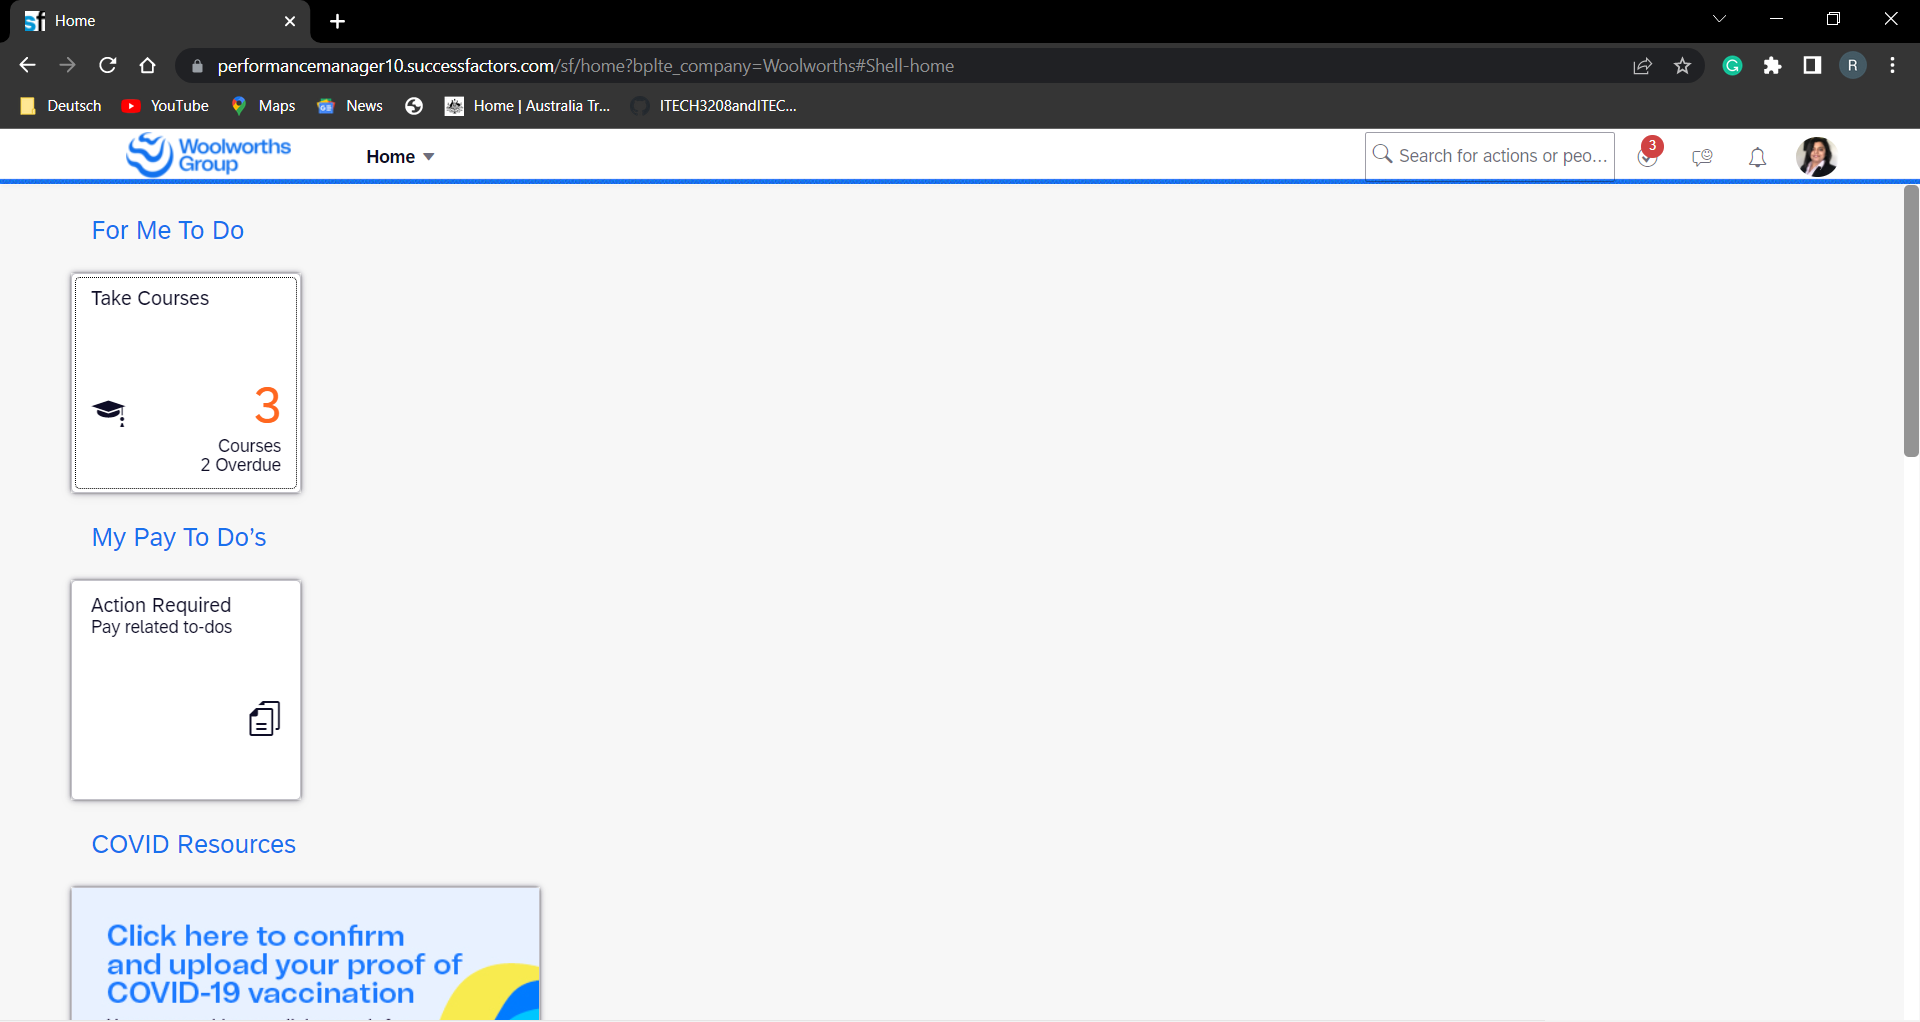 Home
performancemanager10.successfactors.com/sf/home?bplte_company=Woolworths#Shell-home
R
Deutsch YouTube Maps News Home | Australia Tr... ITECH3208andITEC...
Woolworths
Group
Home
Search for actions or peo...
3
For Me To Do
Take Courses
3
Courses
2 Overdue
My Pay To Do’s
Action Required
Pay related to-dos
COVID Resources
Click here to confirm
and upload your proof of
COVID-19 vaccination